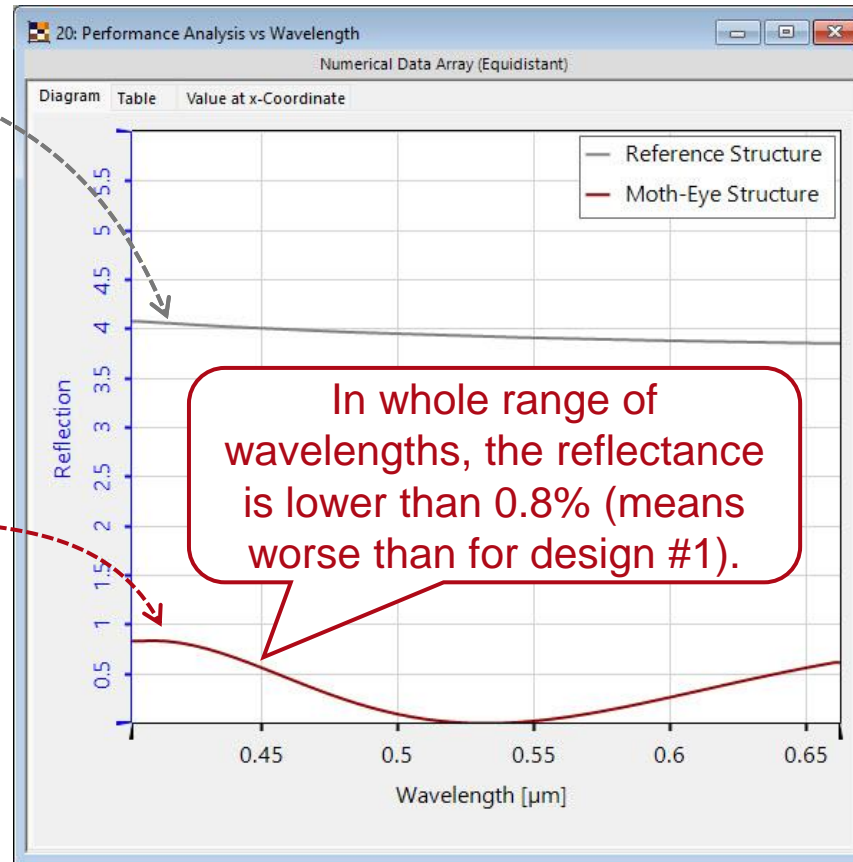 20: Performance Analysis vs Wavelength
Numerical Data Array (Equidistant)
Diagram Table Value at x-Coordinate
Reference Structure
Moth-Eye Structure
5.5
5
4.5
4
3.5
3
2.5
2
1.5
1
0.5
Reflection
In whole range of
wavelengths, the reflectance
is lower than 0.8% (means
worse than for design #1).
0.45 0.5 0.55 0.6 0.65
Wavelength [µm]